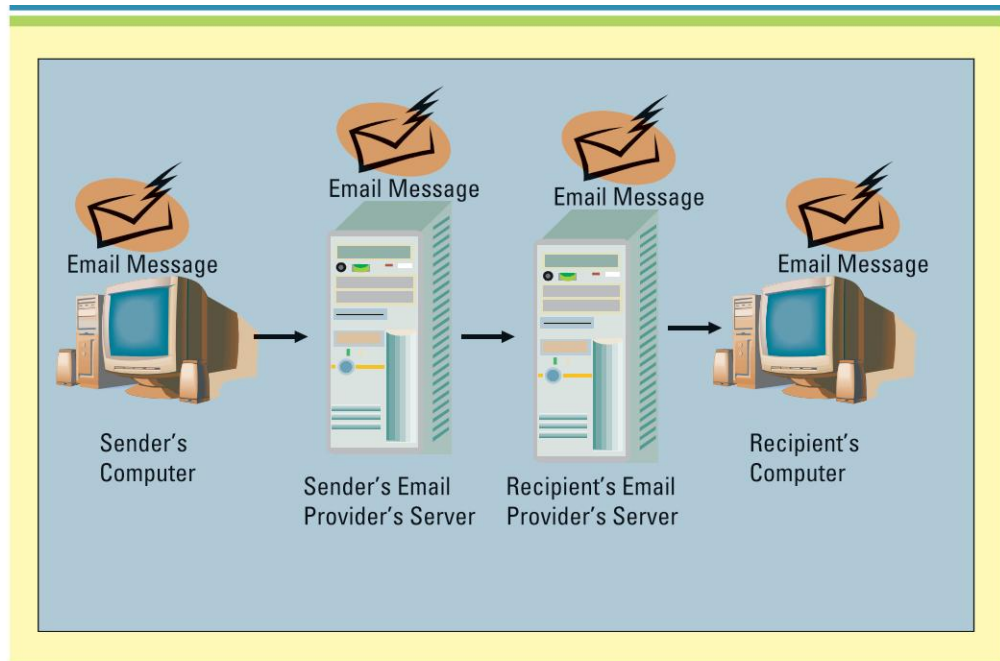 Email Message
Email Message
Email Message
Email Message
Sender's
Computer
Sender's Email
Provider's Server
Recipient's Email
Provider's Server
Recipient's
Computer